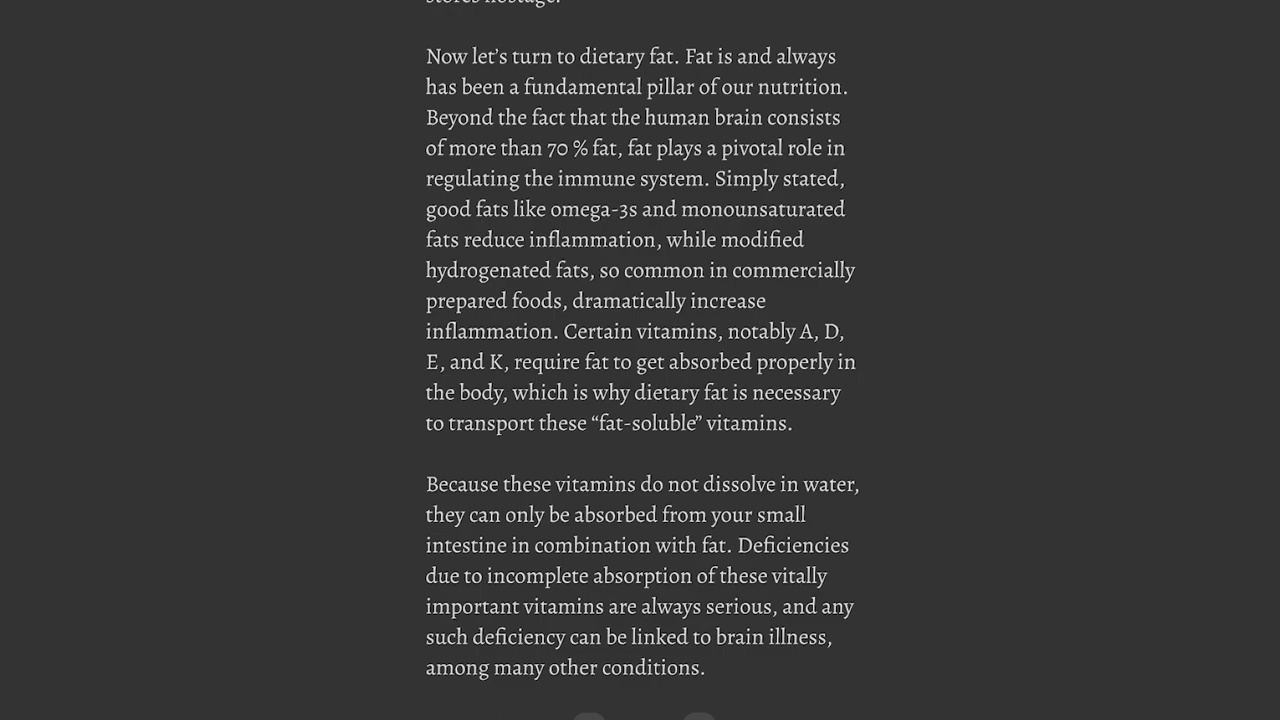 stores hostage.
Now let’s turn to dietary fat. Fat is and always
has been a fundamental pillar of our nutrition.
Beyond the fact that the human brain consists
of more than 70 % fat, fat plays a pivotal role in
regulating the immune system. Simply stated,
good fats like omega-3s and monounsaturated
fats reduce inflammation, while modified
hydrogenated fats, so common in commercially
prepared foods, dramatically increase
inflammation. Certain vitamins, notably A, D,
E, and K, require fat to get absorbed properly in
the body, which is why dietary fat is necessary
to transport these “fat-soluble” vitamins.
Because these vitamins do not dissolve in water,
they can only be absorbed from your small
intestine in combination with fat. Deficiencies
due to incomplete absorption of these vitally
important vitamins are always serious, and any
such deficiency can be linked to brain illness,
among many other conditions.